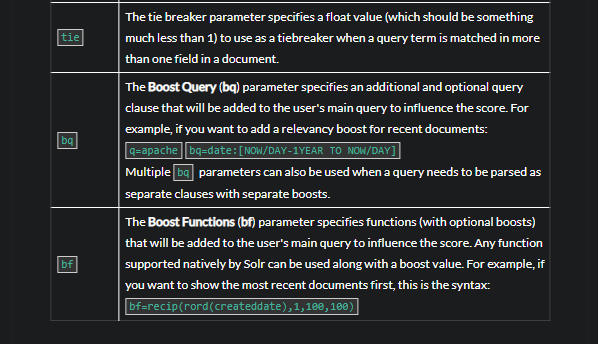 tie
The tie breaker parameter specifies a float value (which should be something
much less than 1) to use as a tiebreaker when a query term is matched in more
than one field in a document.
bq
The Boost Query (bq) parameter specifies an additional and optional query
clause that will be added to the user's main query to influence the score. For
example, if you want to add a relevancy boost for recent documents:
q=apache bq=date:[NOW/DAY-1YEAR TO NOW/DAY]
Multiple bq parameters can also be used when a query needs to be parsed as
separate clauses with separate boosts.
bf
The Boost Functions (bf) parameter specifies functions (with optional boosts)
that will be added to the user's main query to influence the score. Any function
supported natively by Solr can be used along with a boost value. For example, if
you want to show the most recent documents first, this is the syntax:
bf=recip(rord(createddate),1,100,100)